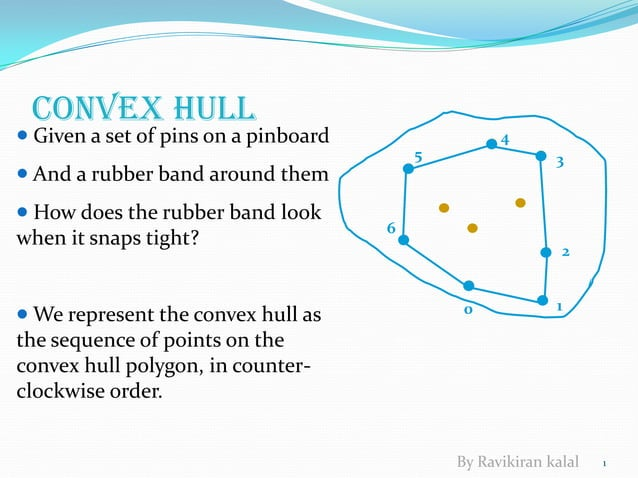 CONVEX HULL
Given a set of pins on a pinboard
And a rubber band around them
How does the rubber band look
when it snaps tight?
We represent the convex hull as
the sequence of points on the
convex hull polygon, in counter-
clockwise order.
4
5
3
6
2
0
1
By Ravikiran kalal
1